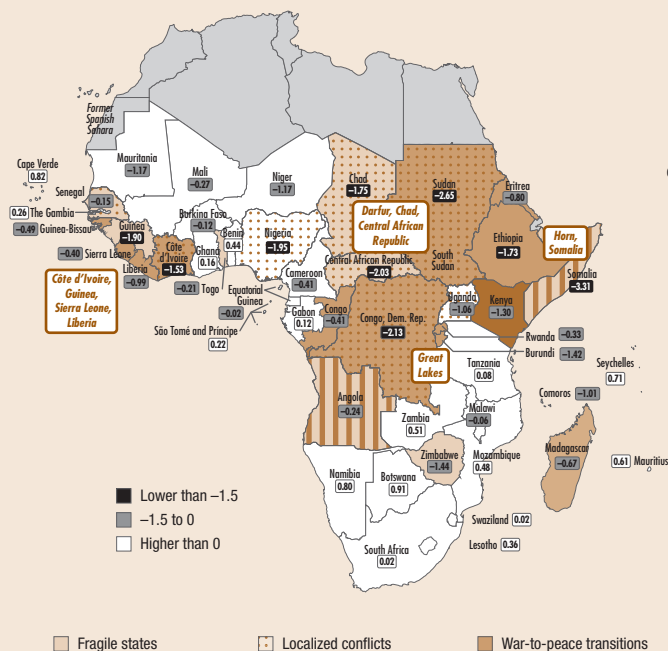 Former
Spanish
Sahara
Cape Verde
0.82
Mauritania
–1.17
Mali
–0.27
Niger
–1.17
Chad
–1.75
Sudan
–2.65
Eritrea
–0.80
Senegal
–0.15
0.26 The Gambia
–0.49 Guinea-Bissau
Guinea
–1.90
–0.40 Sierra Leone
Liberia
–0.99
Côte
d'Ivoire
–1.53
Burkina Faso
–0.12
Ghana
0.16
Benin
0.44
–0.21 Togo
Nigeria
–1.95
Darfur, Chad,
Central African
Republic
Ethiopia
–1.73
Horn,
Somalia
Somalia
–3.31
South
Sudan
Central African Republic
–2.03
Cameroon
–0.41
Equatorial
Guinea
–0.02
São Tomé and Príncipe
0.22
Gabon
0.12
Congo
–0.41
Congo, Dem. Rep.
–2.13
Uganda
–1.06
Kenya
–1.30
Côte d'Ivoire,
Guinea,
Sierra Leone,
Liberia
Great
Lakes
Rwanda –0.33
Burundi –1.42
Tanzania
0.08
Seychelles
0.71
Comoros –1.01
Angola
–0.24
Zambia
0.51
Malawi
–0.06
Mozambique
0.48
Zimbabwe
–1.44
Madagascar
–0.67
0.61 Mauritius
Namibia
0.80
Botswana
0.91
Swaziland 0.02
Lesotho 0.36
South Africa
0.02
Lower than –1.5
–1.5 to 0
Higher than 0
Fragile states
Localized conflicts
War-to-peace transitions